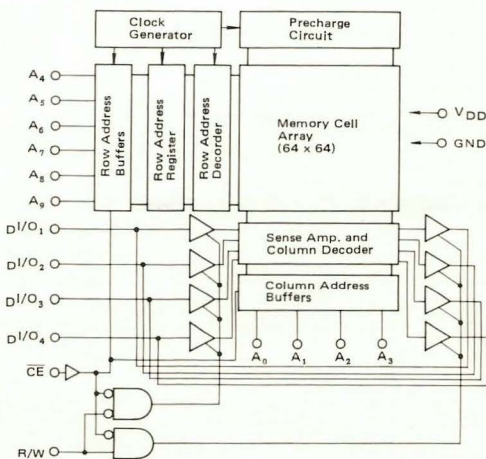 Clock
Generator
Precharge
Circuit
A4
A5
A6
A7
A8
A9
Row Address
Buffers
Row Address
Register
Row Address
Decorder
Memory Cell
Array
(64 x 64)
VDD
GND
DI/O1
DI/O2
DI/O3
DI/O4
Sense Amp. and
Column Decoder
Column Address
Buffers
A0
A1
A2
A3
CE
R/W